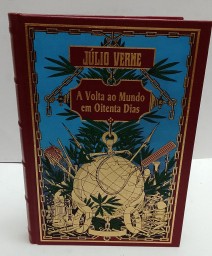 JÚLIO VERNE
A Volta ao Mundo
em Oitenta Dias